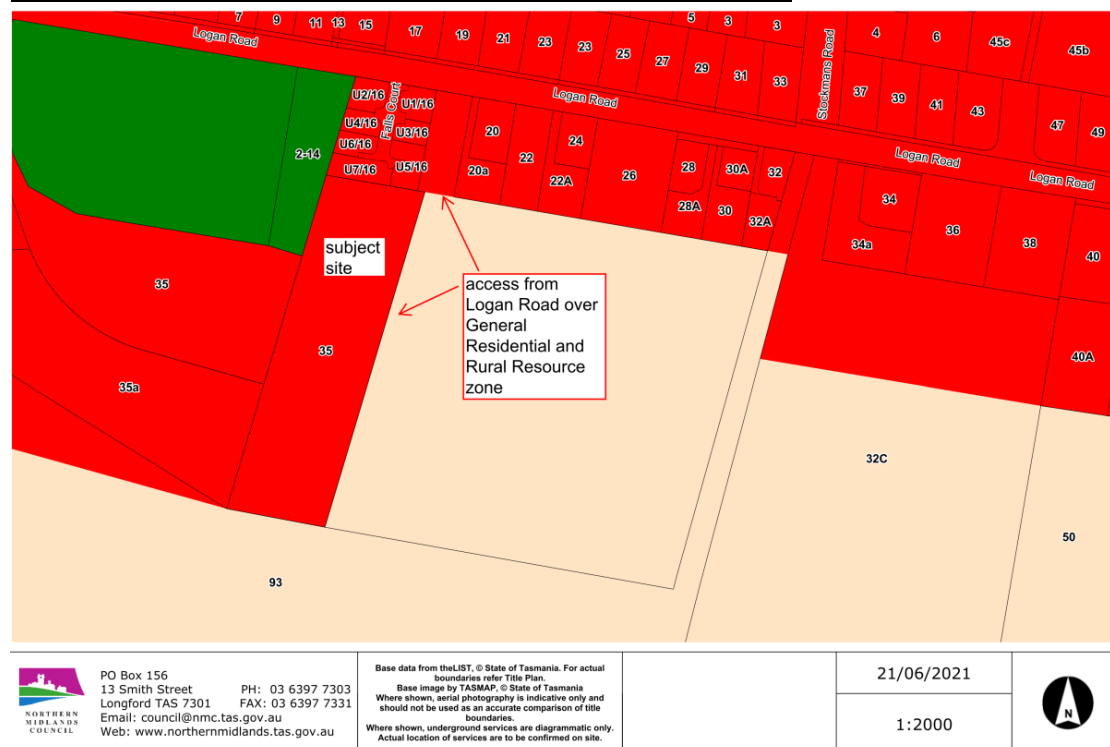 7
9
11
13
15
17
19
21
23
23
25
27
29
31
33
5
3
3
4
6
45c
45b
Logan Road
Logan Road
Stockmans Road
37
39
41
43
47
49
Logan Road
Logan Road
2-14
U2/16
U1/16
U4/16
U3/16
U6/16
U7/16
U5/16
Falls Court
20
20a
22
24
22A
26
28
28A
30A
30
32
32A
34
34a
36
38
40
40A
subject
site
35
35
35a
access from
Logan Road over
General
Residential and
Rural Resource
zone
32C
50
93
NORTHERN
MIDLANDS
COUNCIL
PO Box 156
13 Smith Street PH: 03 6397 7303
Longford TAS 7301 FAX: 03 6397 7331
Email: council@nmc.tas.gov.au
Web: www.northernmidlands.tas.gov.au
Base data from theLIST, © State of Tasmania. For actual
boundaries refer Title Plan.
Base image by TASMAP, © State of Tasmania
Where shown, aerial photography is indicative only and
should not be used as an accurate comparison of title
boundaries.
Where shown, underground services are diagrammatic only.
Actual location of services are to be confirmed on site.
21/06/2021
1:2000
N